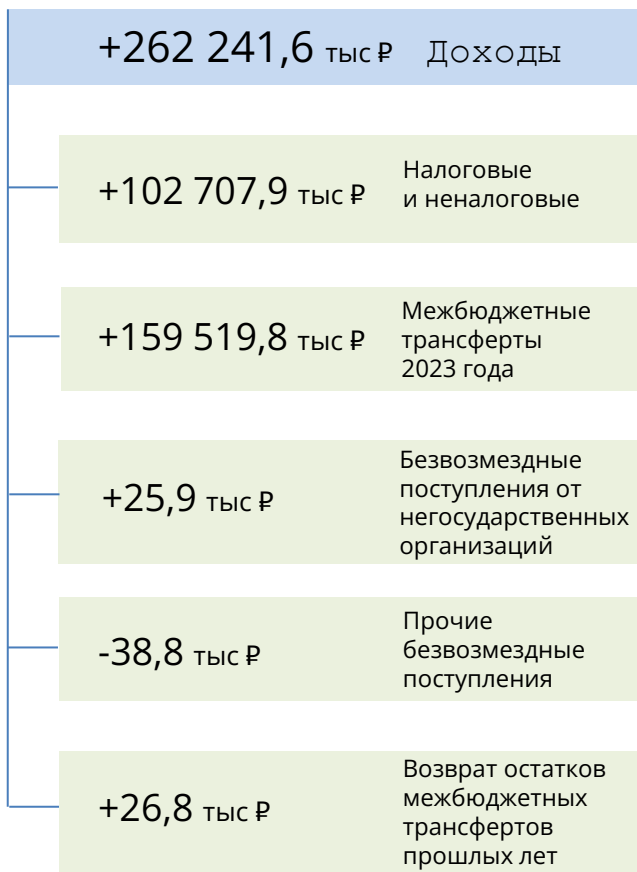 +262 241,6 тыс ₽ Доходы
+102 707,9 тыс ₽
Налоговые
и неналоговые
+159 519,8 тыс ₽
Межбюджетные
трансферты
2023 года
+25,9 тыс ₽
Безвозмездные
поступления от
негосударственных
организаций
-38,8 тыс ₽
Прочие
безвозмездные
поступления
+26,8 тыс ₽
Возврат остатков
межбюджетных
трансфертов
прошлых лет